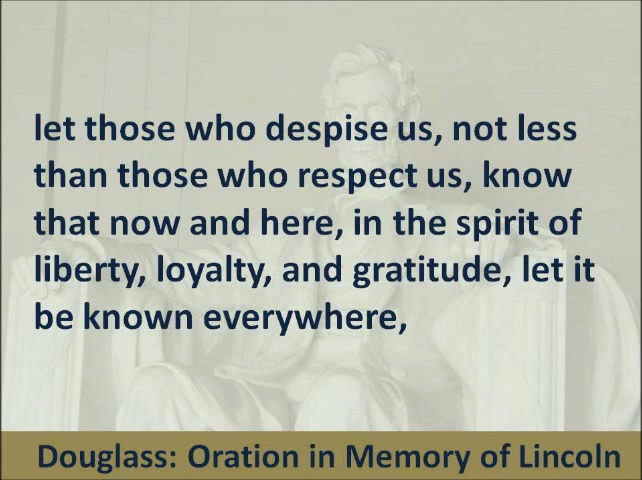 let those who despise us, not less
than those who respect us, know
that now and here, in the spirit of
liberty, loyalty, and gratitude, let it
be known everywhere,
Douglass: Oration in Memory of Lincoln